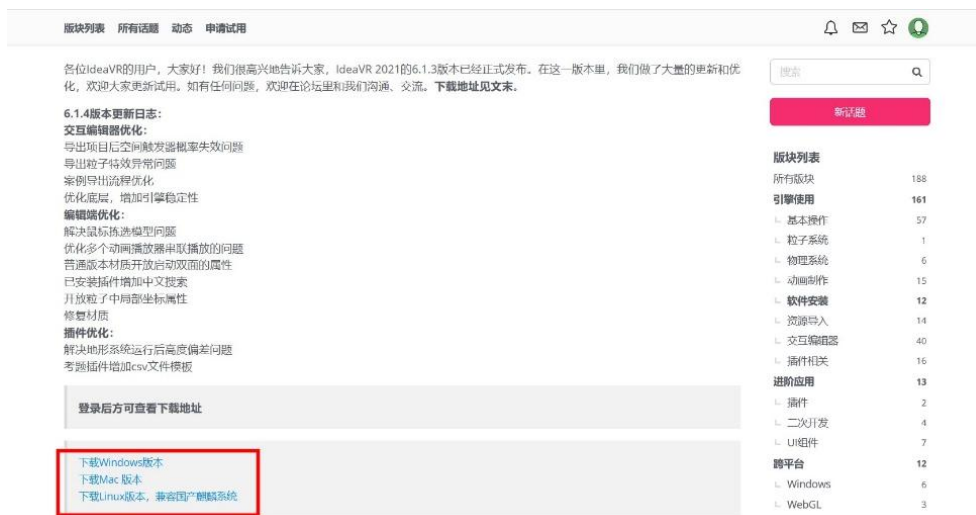 版块列表 所有话题 动态 申请试用
各位IdeaVR的用户，大家好！我们很高兴地告诉大家，IdeaVR 2021的6.1.3版本已经正式发布。在这一版本里，我们做了大量的更新和优
化，欢迎大家更新试用。如有任何问题，欢迎在论坛里和我们沟通、交流。下载地址见文末。
6.1.4版本更新日志：
交互编辑器优化：
导出项目后空间触发器概率失效问题
导出粒子特效异常问题
案例导出流程优化
优化底层，增加引擎稳定性
编辑端优化：
解决鼠标拣选模型问题
优化多个动画播放器串联播放的问题
普通版本材质开放启动双面的属性
已安装插件增加中文搜索
开放粒子中局部坐标属性
修复材质
插件优化：
解决地形系统运行后高度偏差问题
考题插件增加csv文件模板
登录后方可查看下载地址
下载Windows版本
下载Mac 版本
下载Linux版本，兼容国产麒麟系统
搜索
新话题
版块列表
所有版块 188
引擎使用 161
基本操作 57
粒子系统 1
物理系统 6
动画制作 15
软件安装 12
资源导入 14
交互编辑器 40
插件相关 16
进阶应用 13
插件 2
二次开发 4
UI组件 7
跨平台 12
Windows 6
WebGL 3